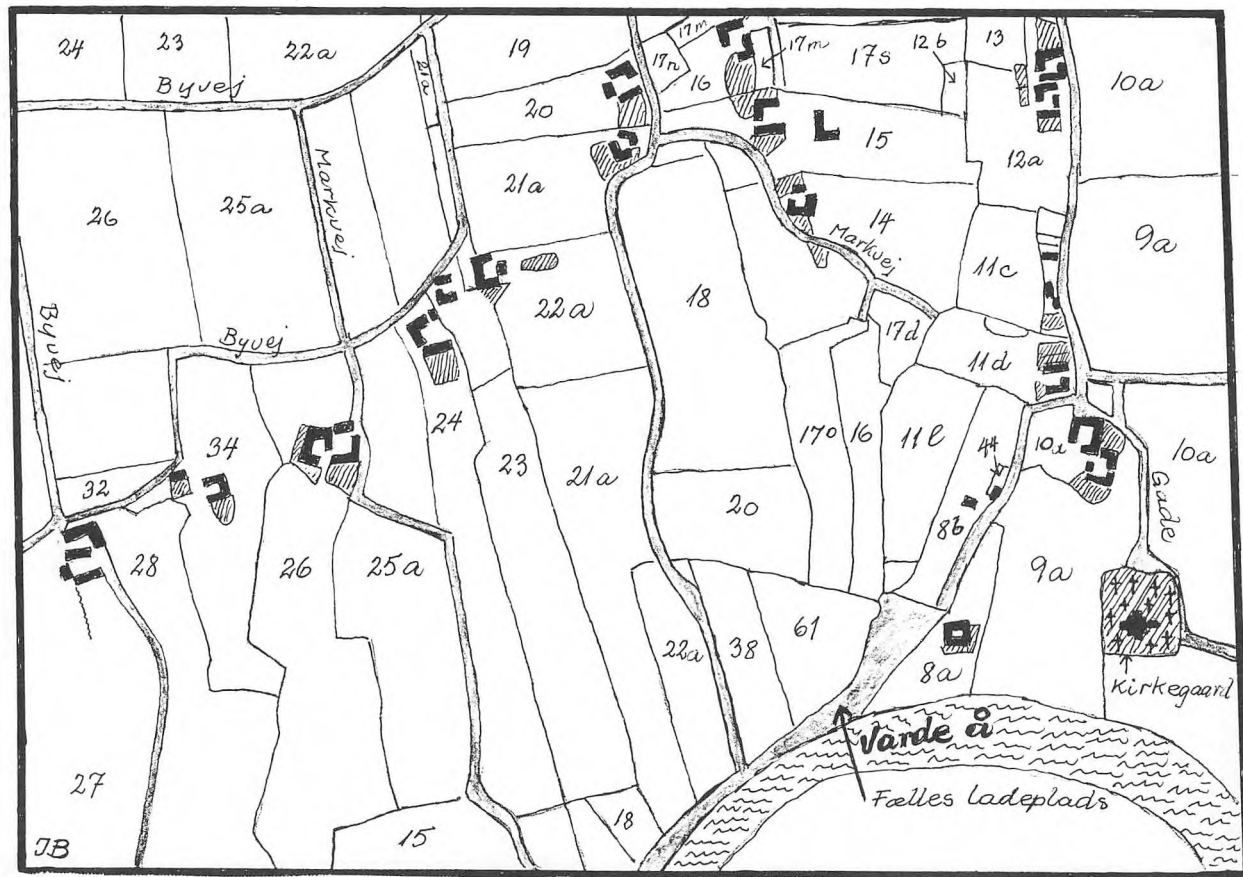 24
23
22a
Byvej
21a
19
20
21a
17m
17n
16
17m
17s
12b
13
10a
15
12a
26
25a
Markvej
14
Markvej
11c
9a
Byvej
Byvej
22a
18
17d
11d
32
34
24
23
21a
20
17o
16
11l
44
8b
10a
Gade
28
26
25a
22a
38
61
9a
8a
Kirkegaard
Varde å
Fælles Ladeplads
27
15
18
JB